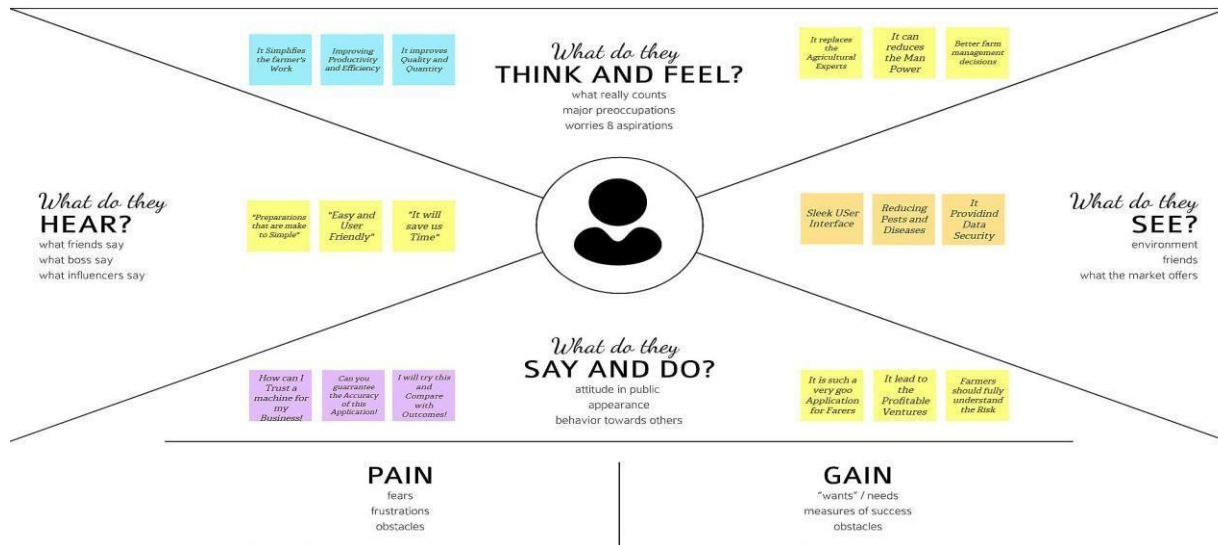 It Simplifies
the farmer's
Work
Improving
Productivity
and Efficiency
It improves
Quality and
Quantity
What do they
THINK AND FEEL?
what really counts
major preoccupations
worries & aspirations
It replaces
the
Agricultural
Experts
It can
reduces
the Man
Power
Better farm
management
decisions
What do they
HEAR?
what friends say
what boss say
what influencers say
"Preparations
that are make
to Simple"
"Easy and
User
Friendly"
"It will
save us
Time"
Sleek USer
Interface
Reducing
Pests and
Diseases
It
Providind
Data
Security
What do they
SEE?
environment
friends
what the market offers
How can I
Trust a
machine for
my
Business!
Can you
guarrantee
the Accuracy
of this
Application!
I will try this
and
Compare
with
Outcomes!
What do they
SAY AND DO?
attitude in public
appearance
behavior towards others
It is such a
very goo
Application
for Farers
It lead to
the
Profitable
Ventures
Farmers
should fully
understand
the Risk
PAIN
fears
frustrations
obstacles
GAIN
"wants" / needs
measures of success
obstacles